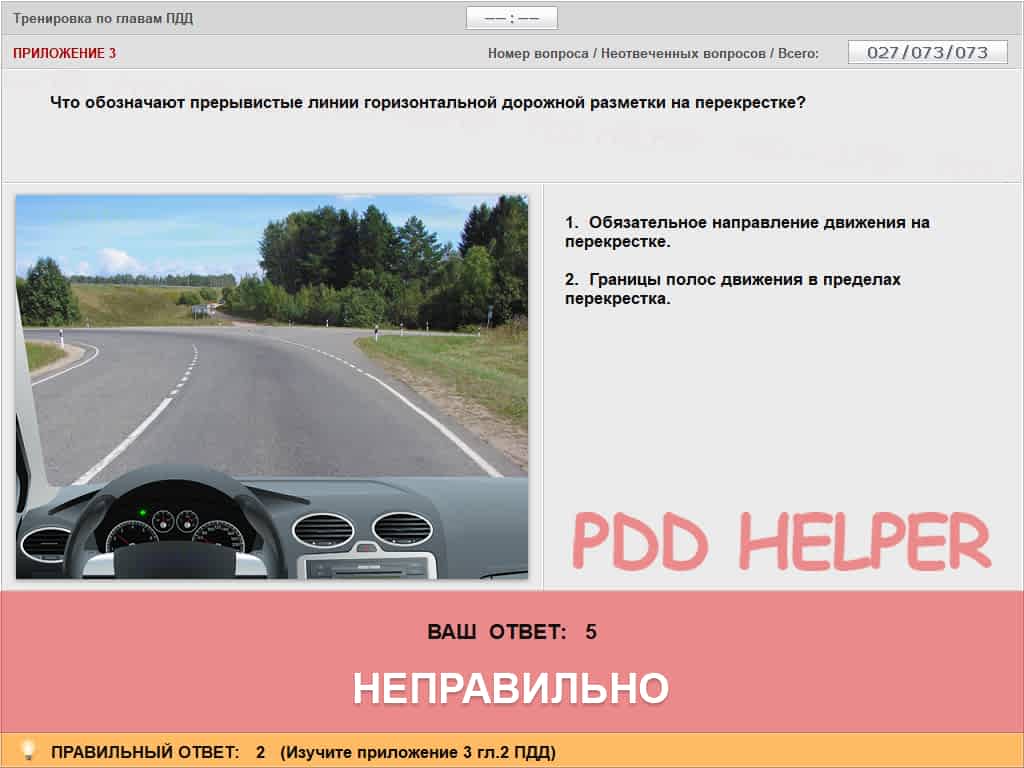 Тренировка по главам ПДД
—— : ——
ПРИЛОЖЕНИЕ 3
Номер вопроса / Неотвеченных вопросов / Всего:
027/073/073
Что обозначают прерывистые линии горизонтальной дорожной разметки на перекрестке?
1. Обязательное направление движения на
перекрестке.
2. Границы полос движения в пределах
перекрестка.
PDD HELPER
ВАШ ОТВЕТ: 5
НЕПРАВИЛЬНО
ПРАВИЛЬНЫЙ ОТВЕТ: 2 (Изучите приложение 3 гл.2 ПДД)